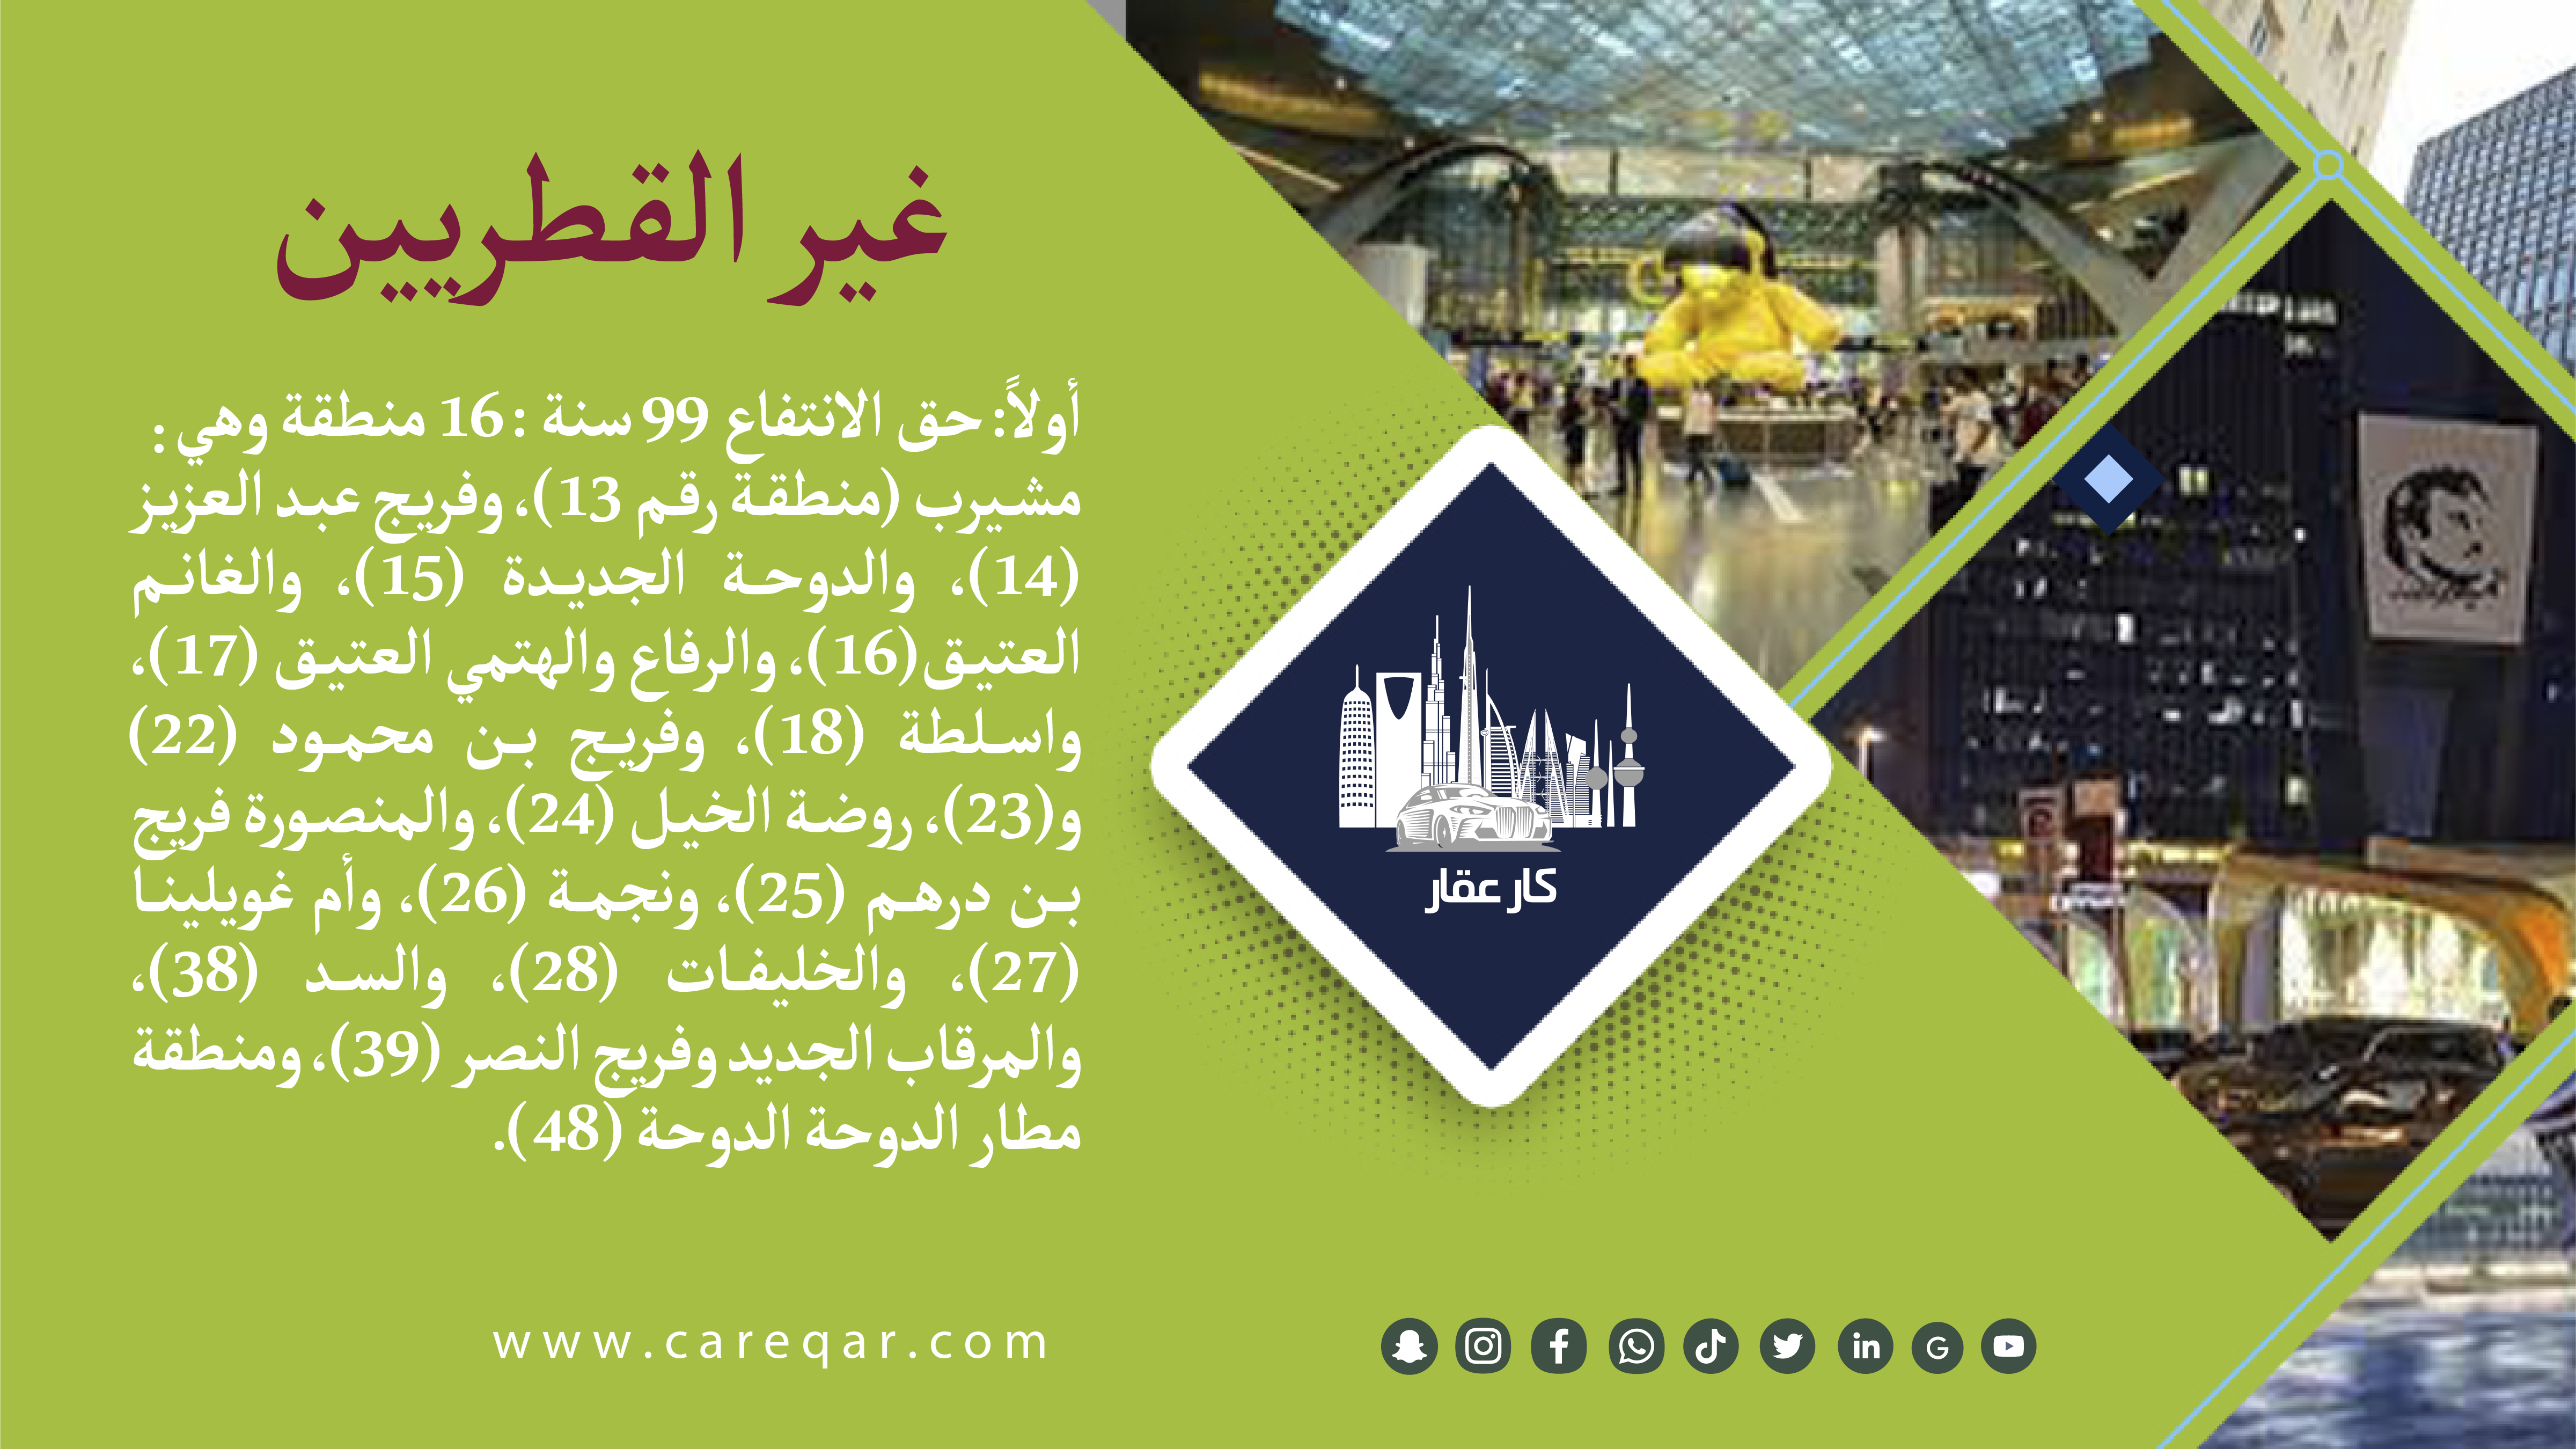 غير القطريين
أولاً: حق الانتفاع 99 سنة : 16 منطقة وهي :
مشيرب (منطقة رقم 13)، وفريج عبد العزيز
(14)، والدوحة الجديدة (15)، والغانم
العتيق(16)، والرفاع والهتمي العتيق (17)،
واسلطة (18)، وفريج بن محمود (22)
و(23)، روضة الخيل (24)، والمنصورة فريج
بن درهم (25)، ونجمة (26)، وأم غويلينا
(27)، والخليفات (28)، والسد (38)،
والمرقاب الجديد وفريج النصر (39)، ومنطقة
مطار الدوحة الدوحة (48).
كار عقار
www.careqar.com